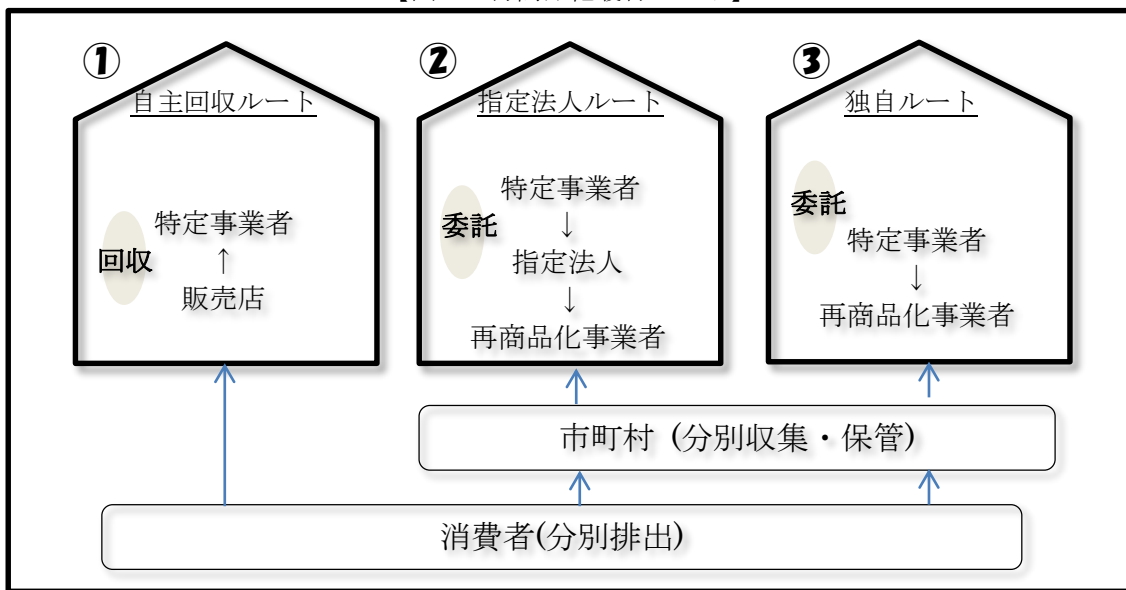 ①
自主回収ルート
回収
特定事業者
↑
販売店
②
指定法人ルート
委託
特定事業者
↓
指定法人
↓
再商品化事業者
③
独自ルート
委託
特定事業者
↓
再商品化事業者
市町村 (分別収集・保管)
消費者(分別排出)